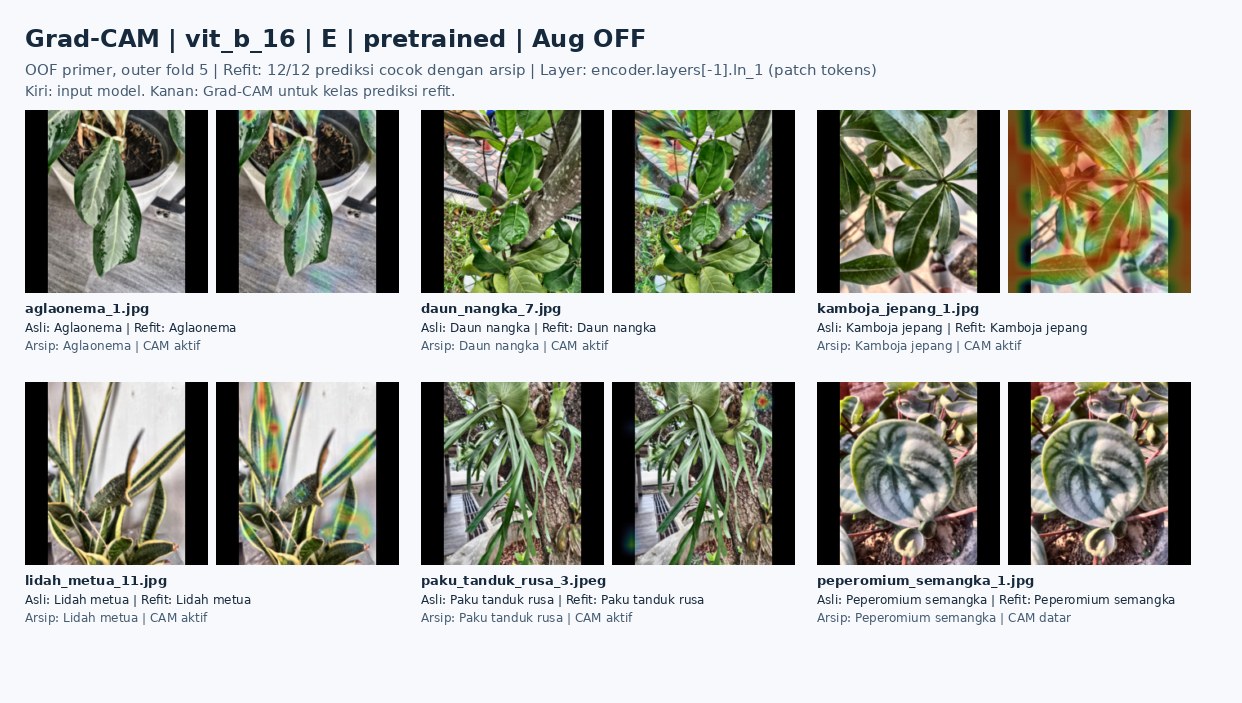 Grad-CAM | vit_b_16 | E | pretrained | Aug OFF
OOF primer, outer fold 5 | Refit: 12/12 prediksi cocok dengan arsip | Layer: encoder.layers[-1].ln_1 (patch tokens)
Kiri: input model. Kanan: Grad-CAM untuk kelas prediksi refit.
aglaonema_1.jpg
Asli: Aglaonema | Refit: Aglaonema
Arsip: Aglaonema | CAM aktif
daun_nangka_7.jpg
Asli: Daun nangka | Refit: Daun nangka
Arsip: Daun nangka | CAM aktif
kamboja_jepang_1.jpg
Asli: Kamboja jepang | Refit: Kamboja jepang
Arsip: Kamboja jepang | CAM aktif
lidah_metua_11.jpg
Asli: Lidah metua | Refit: Lidah metua
Arsip: Lidah metua | CAM aktif
paku_tanduk_rusa_3.jpeg
Asli: Paku tanduk rusa | Refit: Paku tanduk rusa
Arsip: Paku tanduk rusa | CAM aktif
peperomium_semangka_1.jpg
Asli: Peperomium semangka | Refit: Peperomium semangka
Arsip: Peperomium semangka | CAM datar